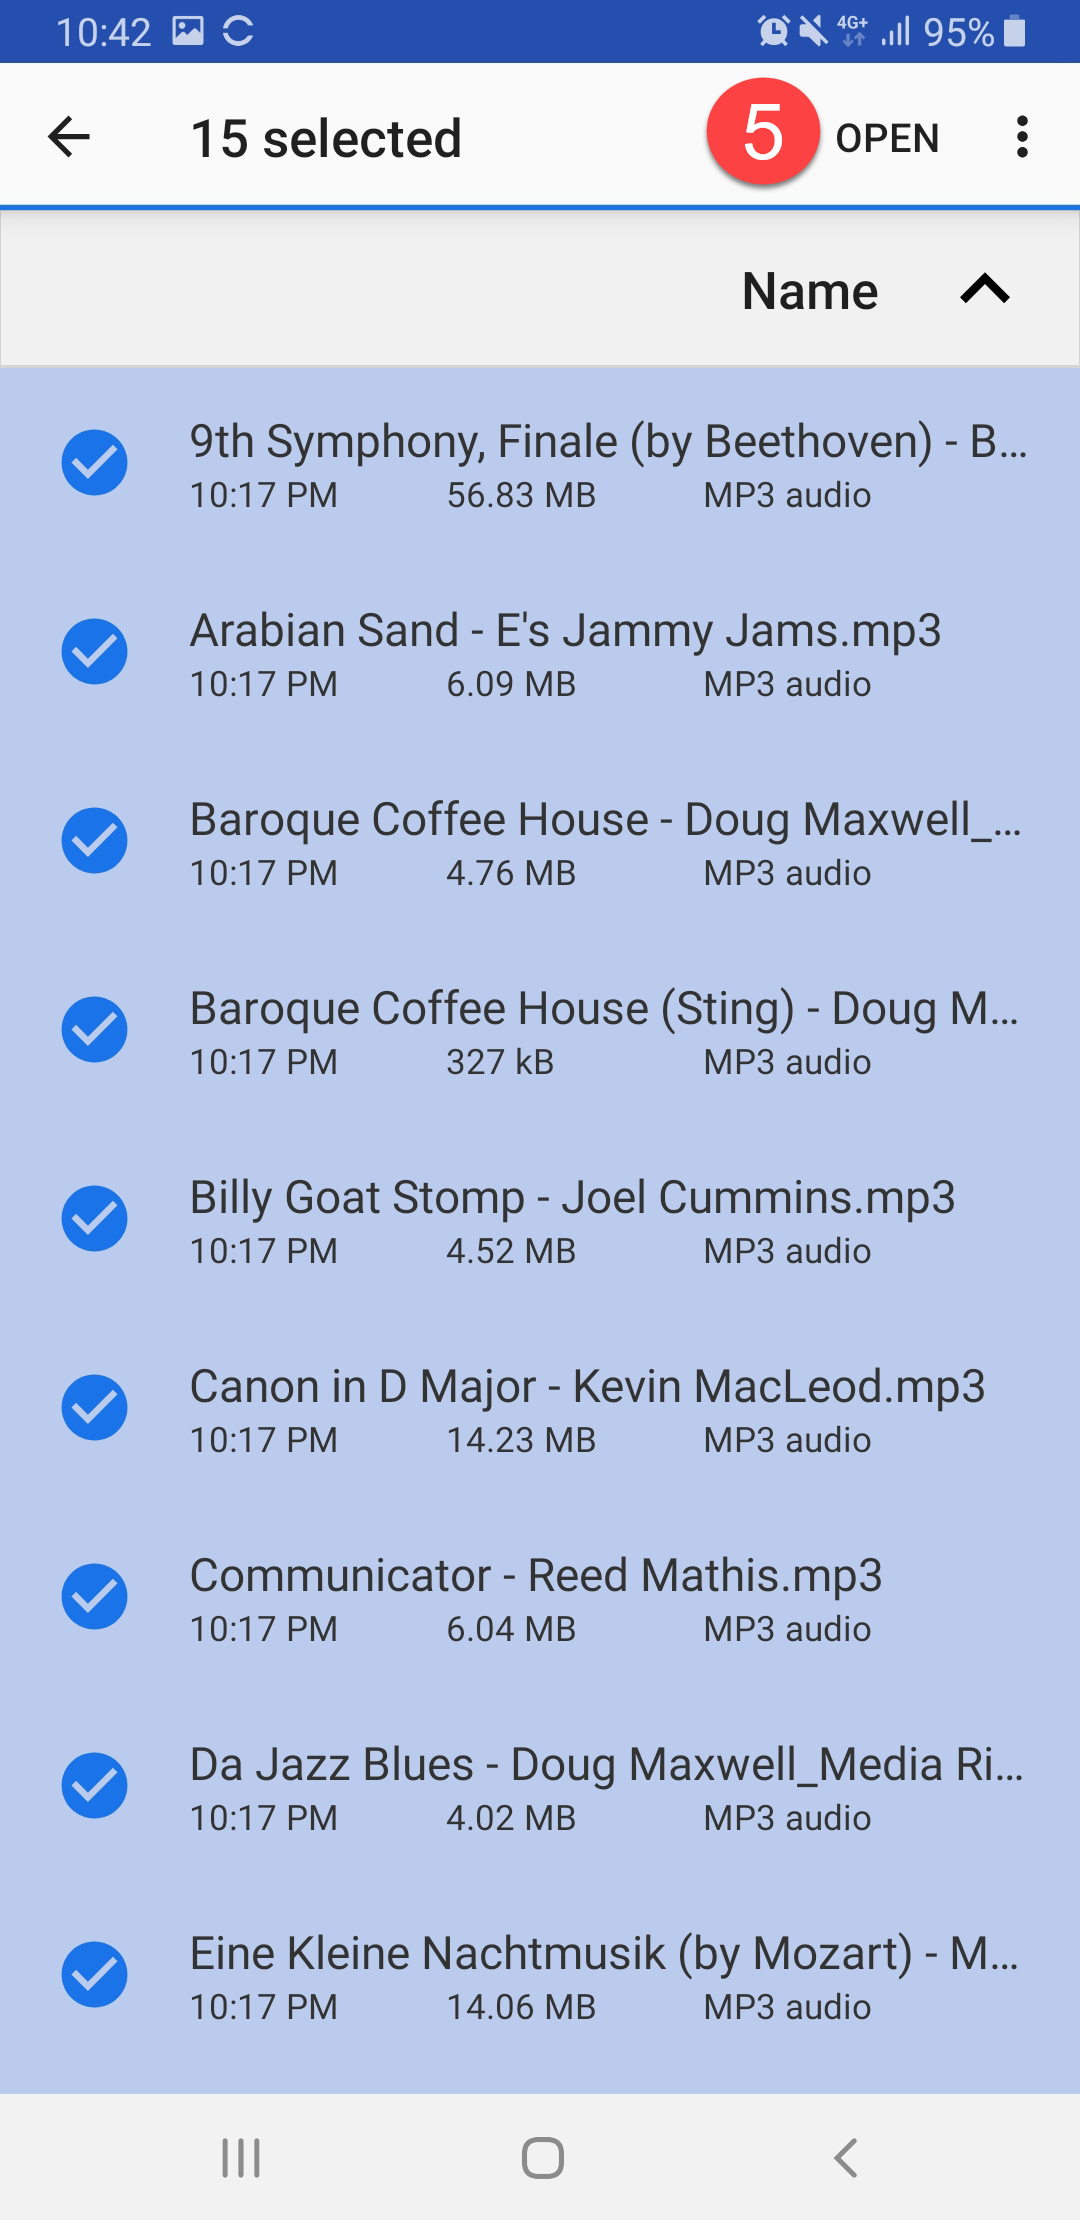 10:42 4G+ 95%
15 selected 5 OPEN
Name
9th Symphony, Finale (by Beethoven) - B...
10:17 PM 56.83 MB MP3 audio
Arabian Sand - E's Jammy Jams.mp3
10:17 PM 6.09 MB MP3 audio
Baroque Coffee House - Doug Maxwell_...
10:17 PM 4.76 MB MP3 audio
Baroque Coffee House (Sting) - Doug M...
10:17 PM 327 kB MP3 audio
Billy Goat Stomp - Joel Cummins.mp3
10:17 PM 4.52 MB MP3 audio
Canon in D Major - Kevin MacLeod.mp3
10:17 PM 14.23 MB MP3 audio
Communicator - Reed Mathis.mp3
10:17 PM 6.04 MB MP3 audio
Da Jazz Blues - Doug Maxwell_Media Ri...
10:17 PM 4.02 MB MP3 audio
Eine Kleine Nachtmusik (by Mozart) - M...
10:17 PM 14.06 MB MP3 audio